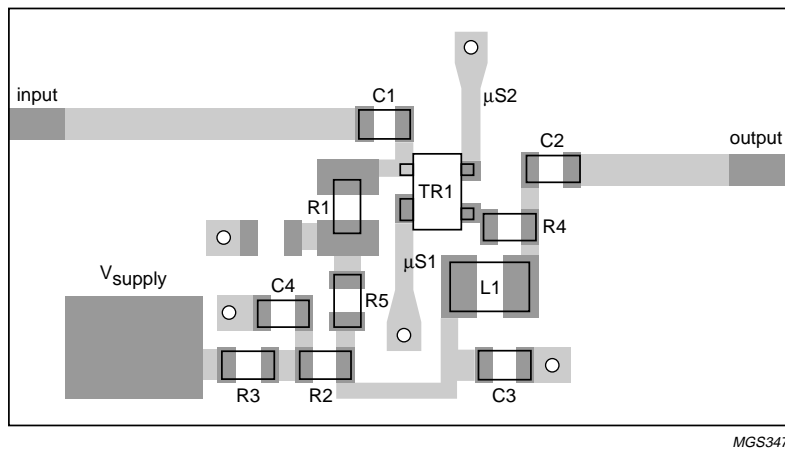 C1
μS2
input
C2
output
TR1
R1
R4
μS1
Vsupply
C4
L1
R5
R3
R2
C3
MGS347